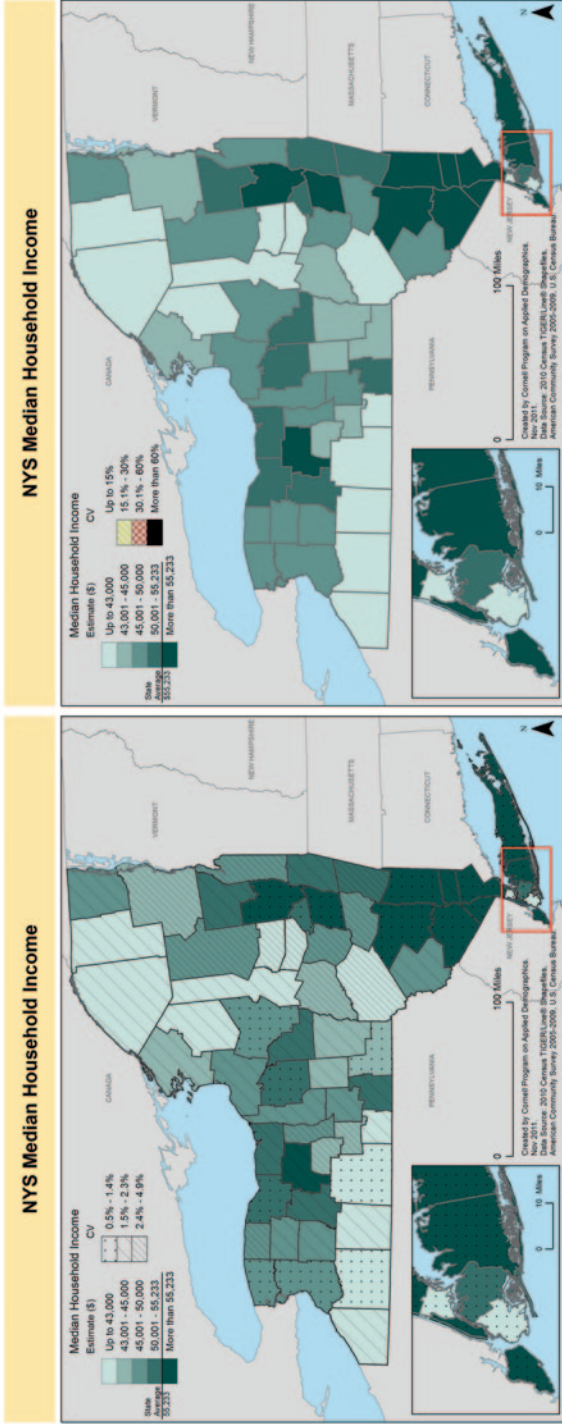 NYS Median Household Income
Median Household Income
Estimate ($)
CV
Up to 43,000
43,001 - 45,000
45,001 - 50,000
50,001 - 55,233
More than 55,233
State
Average
55,233
0.5% - 1.4%
1.5% - 2.3%
2.4% - 4.9%
CANADA
VERMONT
NEW HAMPSHIRE
MASSACHUSETTS
CONNECTICUT
PENNSYLVANIA
NEW JERSEY
0
100 Miles
Created by Cornell Program on Applied Demographics.
Nov 2011.
Data Source: 2010 Census TIGER/Line® Shapefiles.
American Community Survey 2005-2009, U.S. Census Bureau.
0
10 Miles
N
NYS Median Household Income
Median Household Income
Estimate ($)
CV
Up to 43,000
43,001 - 45,000
45,001 - 50,000
50,001 - 55,233
More than 55,233
State
Average
$55,233
Up to 15%
15.1% - 30%
30.1% - 60%
More than 60%
CANADA
VERMONT
NEW HAMPSHIRE
MASSACHUSETTS
CONNECTICUT
PENNSYLVANIA
NEW JERSEY
0
100 Miles
Created by Cornell Program on Applied Demographics.
Nov 2011.
Data Source: 2010 Census TIGER/Line® Shapefiles.
American Community Survey 2005-2009, U.S. Census Bureau.
0
10 Miles
N